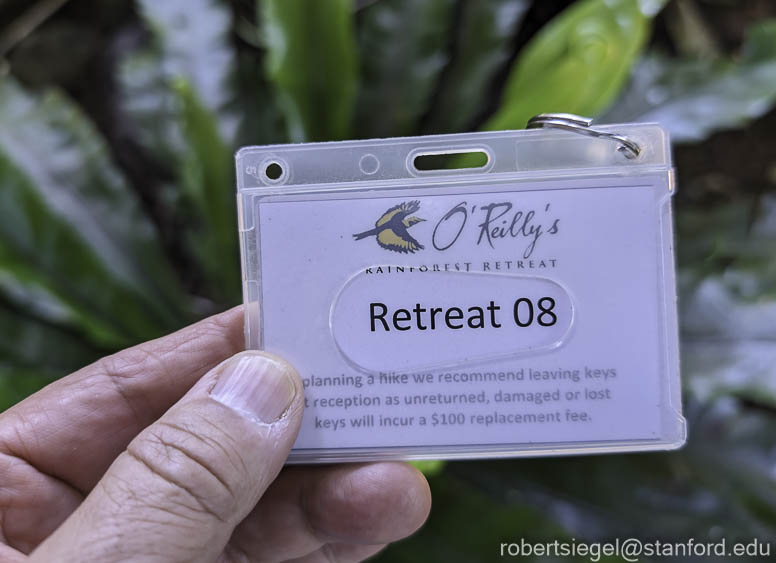 O'Reilly's
RAINFOREST RETREAT
Retreat 08
planning a hike we recommend leaving keys
reception as unreturned, damaged or lost
keys will incur a $100 replacement fee.
robertsiegel@stanford.edu